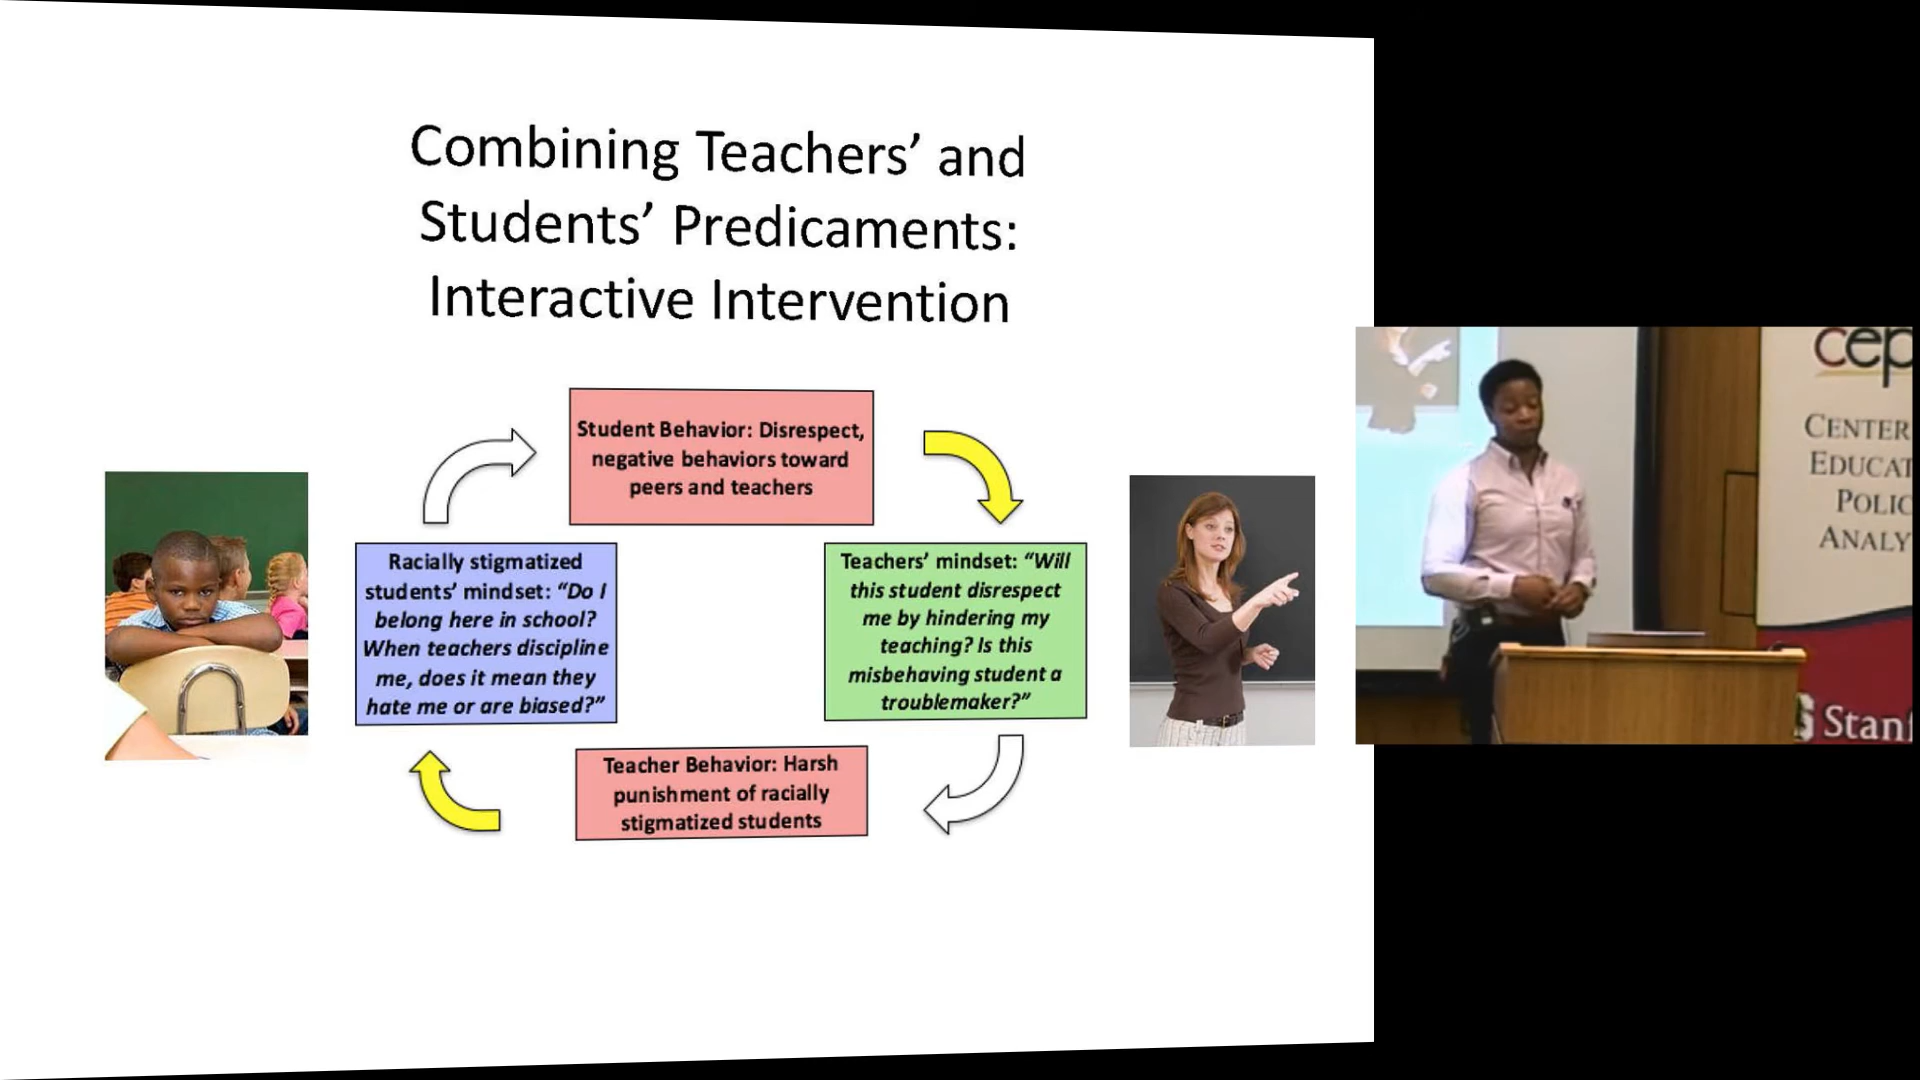 Combining Teachers’ and
Students’ Predicaments:
Interactive Intervention
Student Behavior: Disrespect,
negative behaviors toward
peers and teachers
Racially stigmatized
students’ mindset: “Do I
belong here in school?
When teachers discipline
me, does it mean they
hate me or are biased?”
Teachers’ mindset: “Will
this student disrespect
me by hindering my
teaching? Is this
misbehaving student a
troublemaker?”
Teacher Behavior: Harsh
punishment of racially
stigmatized students
cep
CENTER
EDUCAT
POLIC
ANALY
Stanf